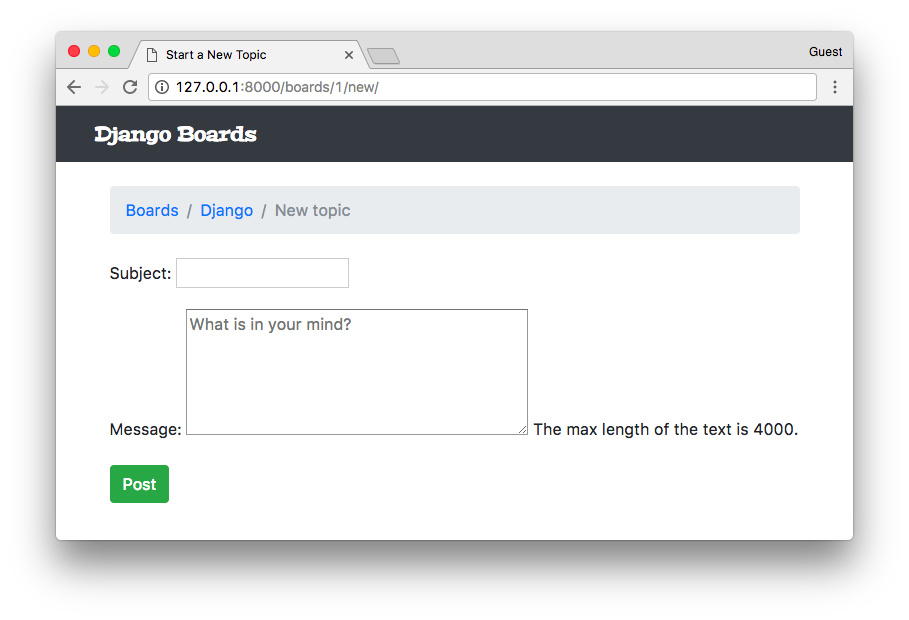 Start a New Topic
Guest
127.0.0.1:8000/boards/1/new/
Django Boards
Boards / Django / New topic
Subject:
What is in your mind?
Message: The max length of the text is 4000.
Post